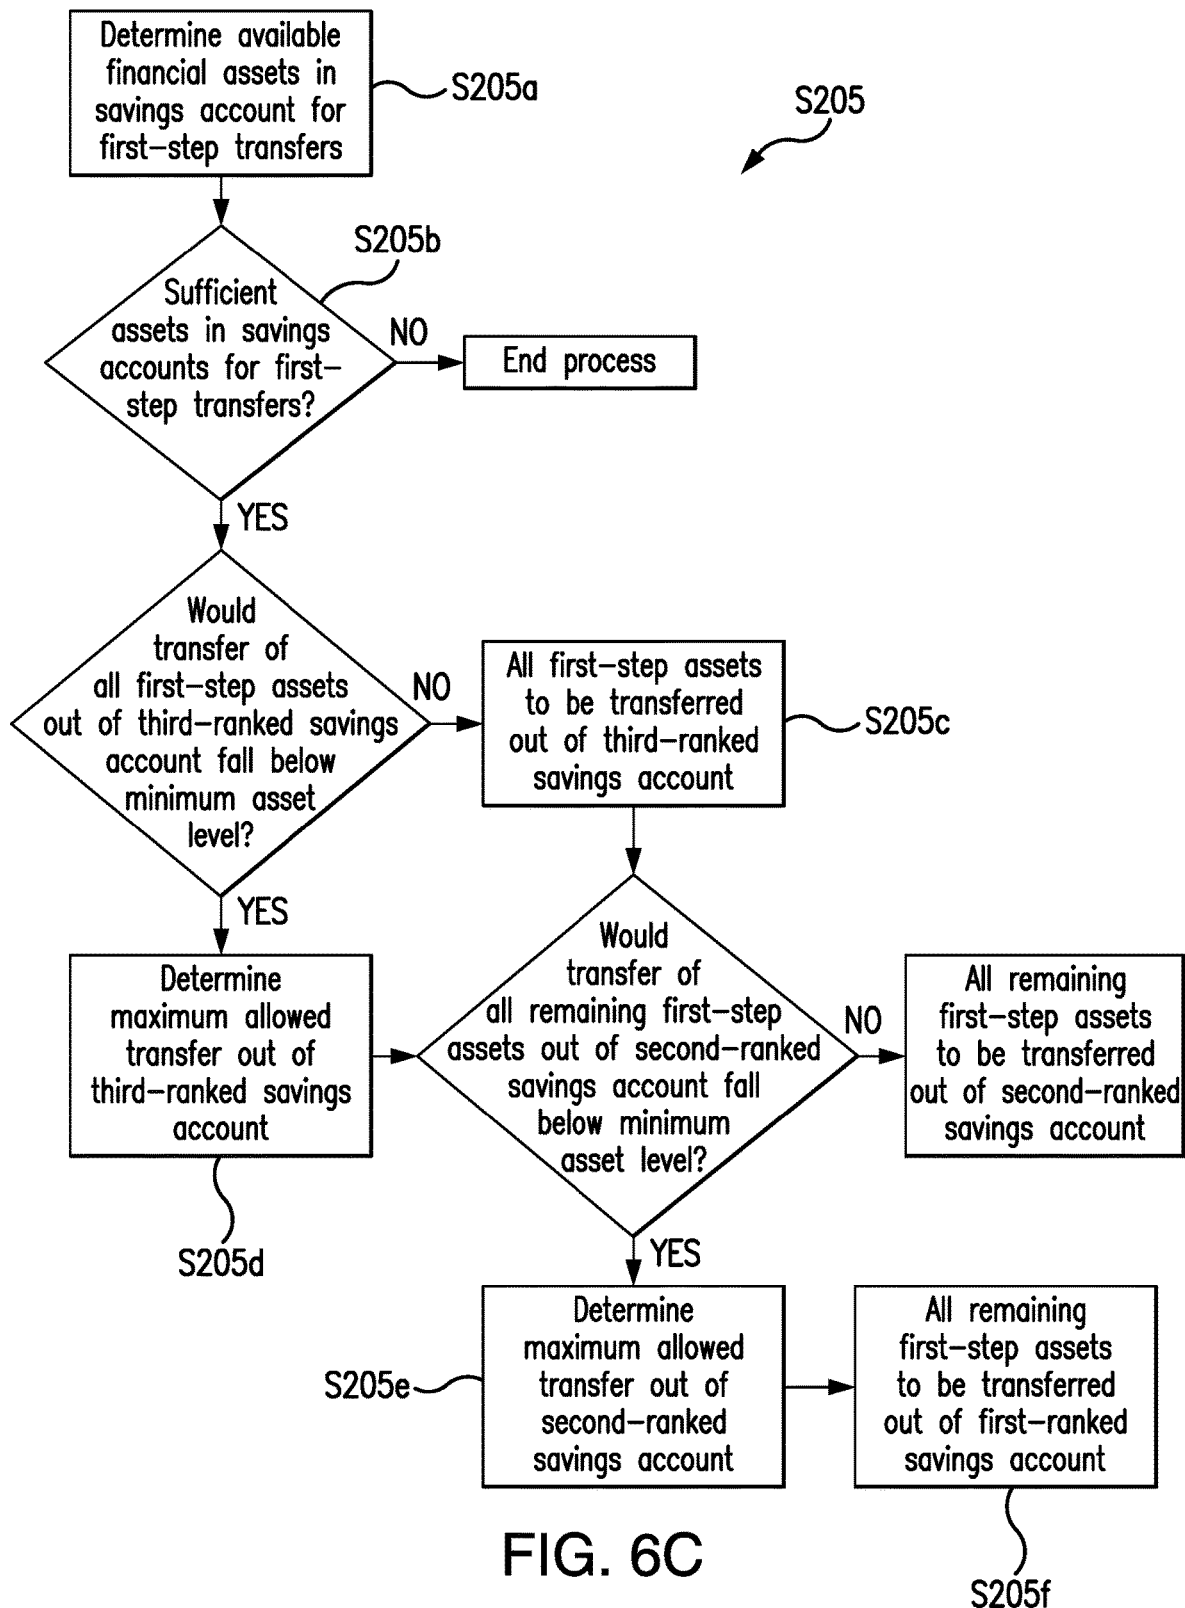 Determine available
financial assets in
savings account for
first-step transfers
S205a
S205
S205b
Sufficient
assets in savings
accounts for first-
step transfers?
NO
End process
YES
Would
transfer of
all first-step assets
out of third-ranked savings
account fall below
minimum asset
level?
NO
All first-step assets
to be transferred
out of third-ranked
savings account
S205c
YES
Determine
maximum allowed
transfer out of
third-ranked savings
account
S205d
Would
transfer of
all remaining first-step
assets out of second-ranked
savings account fall
below minimum
asset level?
NO
All remaining
first-step assets
to be transferred
out of second-ranked
savings account
YES
S205e
Determine
maximum allowed
transfer out of
second-ranked
savings account
All remaining
first-step assets
to be transferred
out of first-ranked
savings account
S205f
FIG. 6C